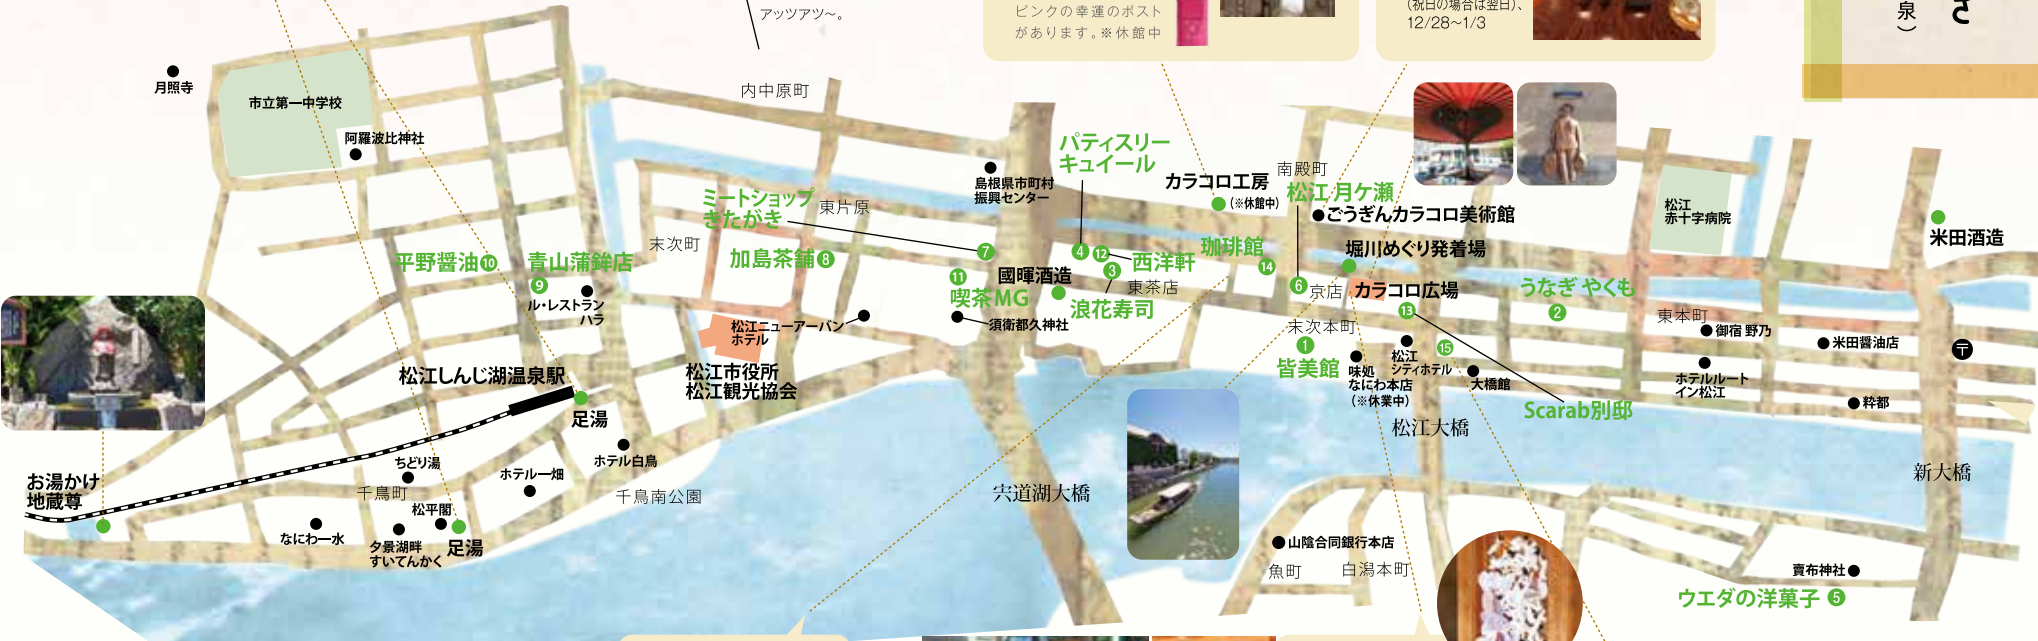 アッツアツ〜。
ピンクの幸運のポスト
があります。※休館中
(祝日の場合は翌日)、
12/28〜1/3
泉）
さ
月照寺
市立第一中学校
阿羅波比神社
内中原町
島根県市町村
振興センター
パティスリー
キュイール
カラコロ工房
(※休館中)
南殿町
松江 月ケ瀬
ごうぎんカラコロ美術館
松江
赤十字病院
米田酒造
ミートショップ
きたがき
東片原
末次町
加島茶舗 8
平野醤油 10
青山蒲鉾店
9
ル・レストラン
ハラ
7
4
12
西洋軒
3
東茶店
浪花寿司
11
喫茶MG
國暉酒造
須衛都久神社
珈琲館
14
堀川めぐり発着場
6
京店
カラコロ広場
13
うなぎ やくも
2
東本町
御宿 野乃
米田醤油店
〒
松江ニューアーバン
ホテル
松江市役所
松江観光協会
末次本町
1
皆美館
味処
なにわ本店
(※休業中)
松江
シティホテル
15
大橋館
ホテルルート
イン松江
粋都
Scarab別邸
松江大橋
新大橋
宍道湖大橋
松江しんじ湖温泉駅
足湯
ホテル白鳥
千鳥南公園
ホテル一畑
ちどり湯
千鳥町
松平閣
足湯
夕景湖畔
すいてんかく
なにわ一水
お湯かけ
地蔵尊
山陰合同銀行本店
魚町
白潟本町
賣布神社
ウエダの洋菓子 5